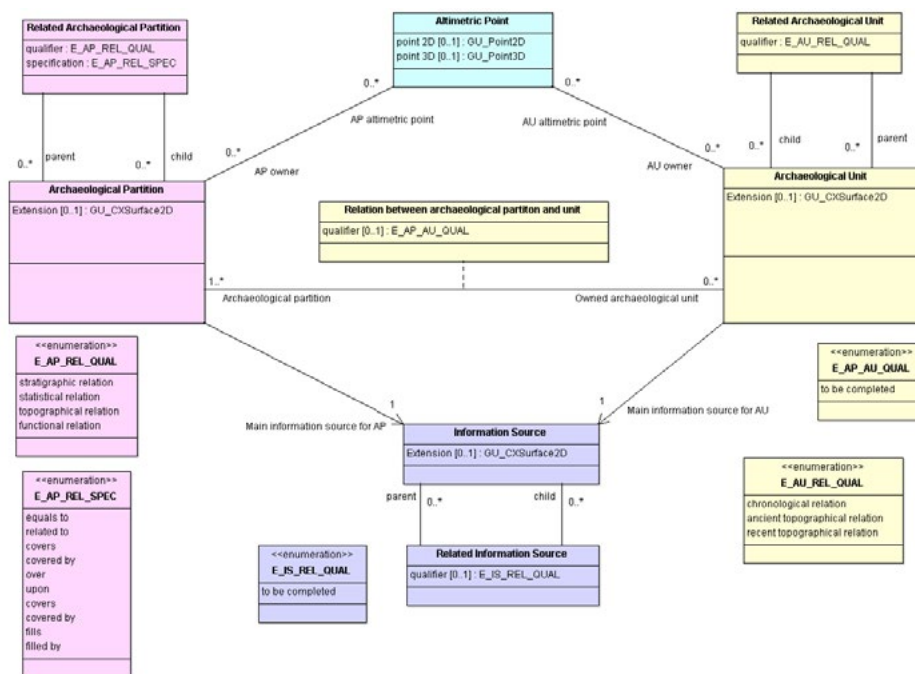 Related Archaeological Partition
qualifier : E_AP_REL_QUAL
specification : E_AP_REL_SPEC
Altimetric Point
point 2D [0..1] : GU_Point2D
point 3D [0..1] : GU_Point3D
Related Archaeological Unit
qualifier : E_AU_REL_QUAL
0..*
0..*
0..*
0..*
0..*
0..*
AP altimetric point
AU altimetric point
parent
child
0..*
0..*
0..*
AP owner
0..*
AU owner
child
parent
0..*
0..*
Archaeological Partition
Extension [0..1] : GU_CXSurface2D
Archaeological Unit
Extension [0..1] : GU_CXSurface2D
Relation between archaeological partiton and unit
qualifier [0..1] : E_AP_AU_QUAL
1..*
0..*
Archaeological partition
Owned archaeological unit
<<enumeration>>
E_AP_REL_QUAL
stratigraphic relation
statistical relation
topographical relation
functional relation
<<enumeration>>
E_AP_AU_QUAL
to be completed
1
1
Main information source for AP
Main information source for AU
Information Source
Extension [0..1] : GU_CXSurface2D
<<enumeration>>
E_AP_REL_SPEC
equals to
related to
covers
covered by
over
upon
covers
covered by
fills
filled by
<<enumeration>>
E_AU_REL_QUAL
chronological relation
ancient topographical relation
recent topographical relation
parent
0..*
child
0..*
<<enumeration>>
E_IS_REL_QUAL
to be completed
Related Information Source
qualifier [0..1] : E_IS_REL_QUAL